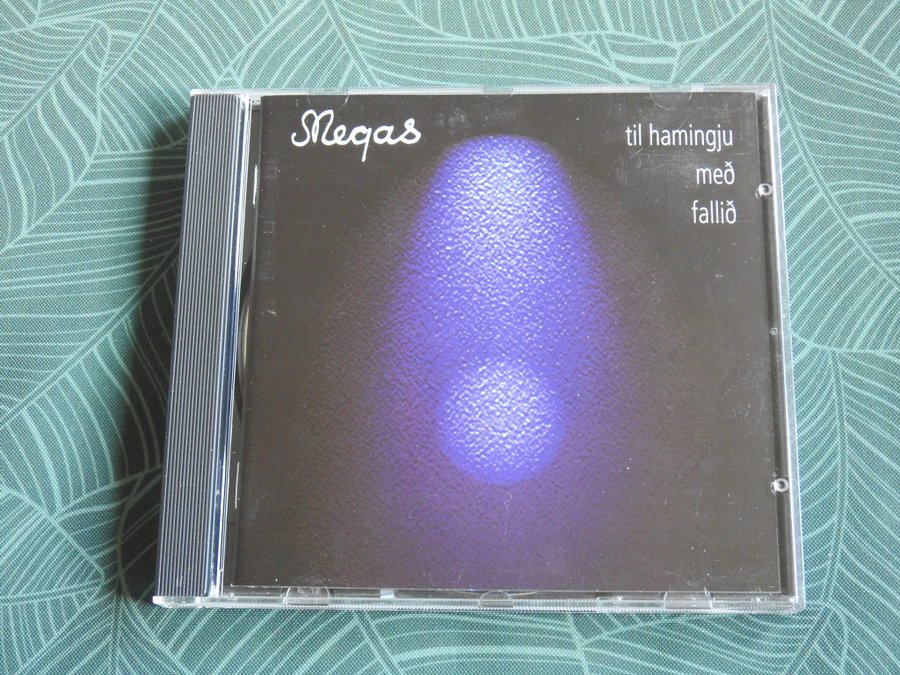 Megas
til hamingju
með
fallið